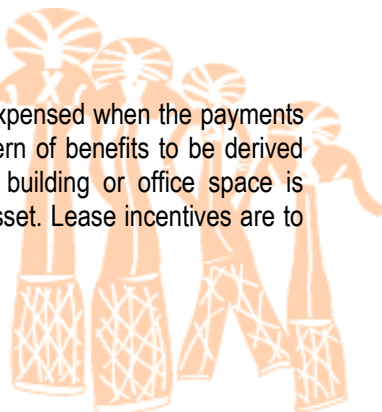 expensed when the payments
ern of benefits to be derived
building or office space is
sset. Lease incentives are to